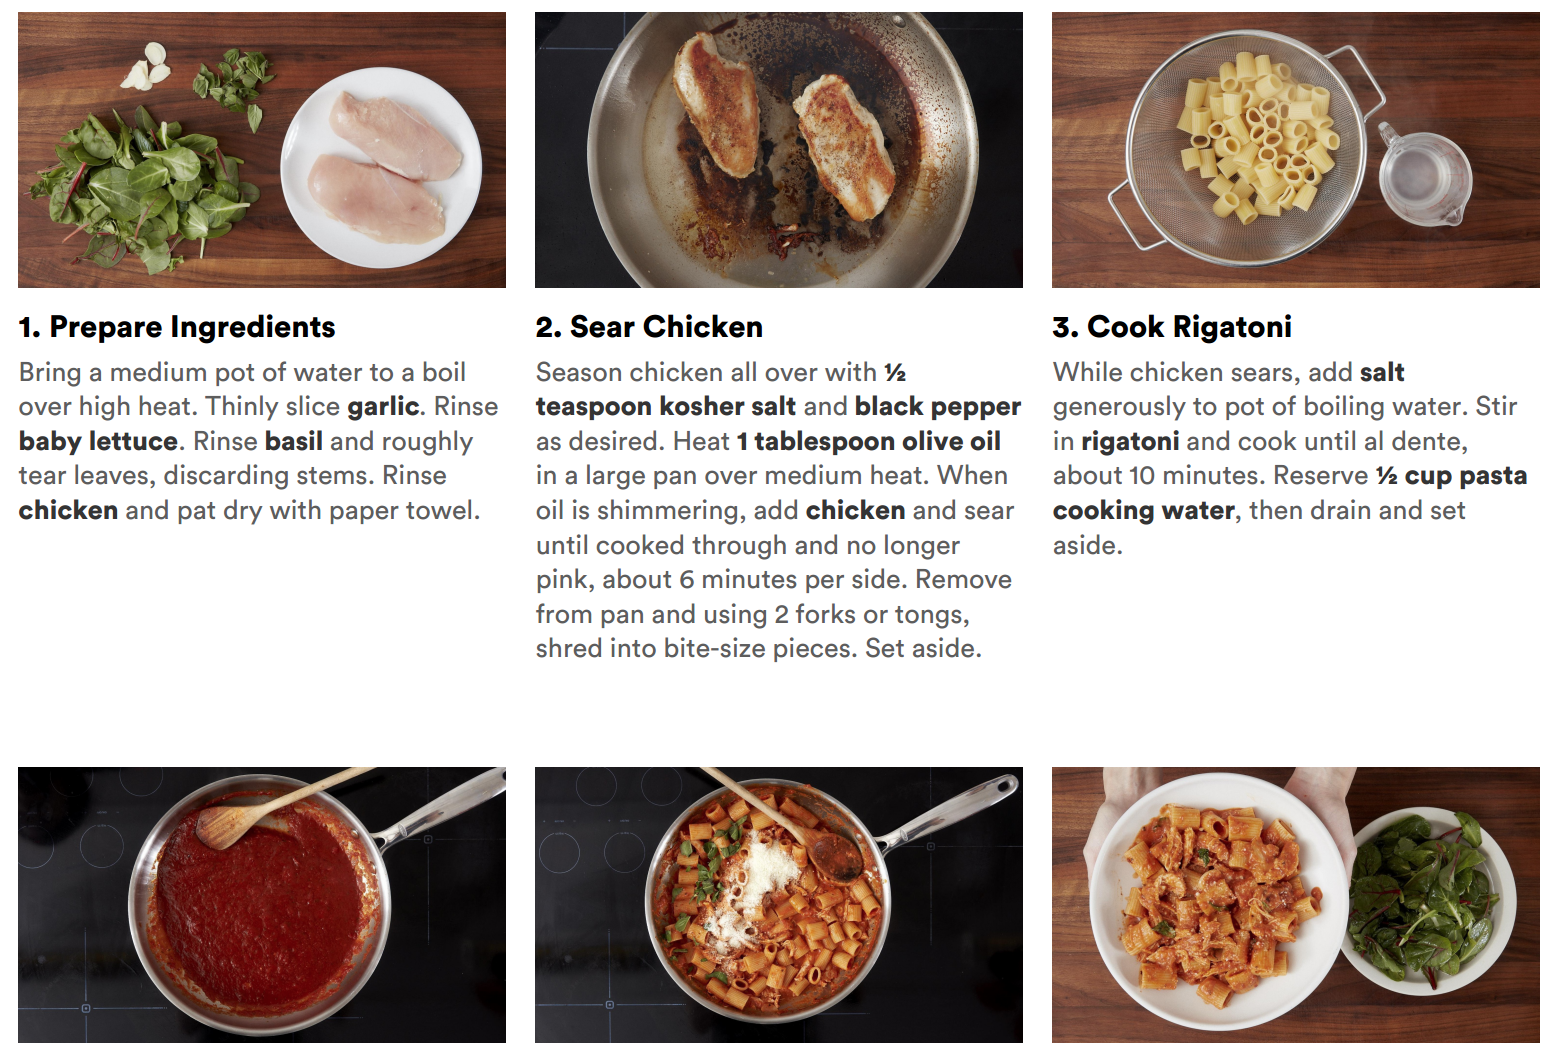 1. Prepare Ingredients
Bring a medium pot of water to a boil
over high heat. Thinly slice garlic. Rinse
baby lettuce. Rinse basil and roughly
tear leaves, discarding stems. Rinse
chicken and pat dry with paper towel.
2. Sear Chicken
Season chicken all over with ½
teaspoon kosher salt and black pepper
as desired. Heat 1 tablespoon olive oil
in a large pan over medium heat. When
oil is shimmering, add chicken and sear
until cooked through and no longer
pink, about 6 minutes per side. Remove
from pan and using 2 forks or tongs,
shred into bite-size pieces. Set aside.
3. Cook Rigatoni
While chicken sears, add salt
generously to pot of boiling water. Stir
in rigatoni and cook until al dente,
about 10 minutes. Reserve ½ cup pasta
cooking water, then drain and set
aside.